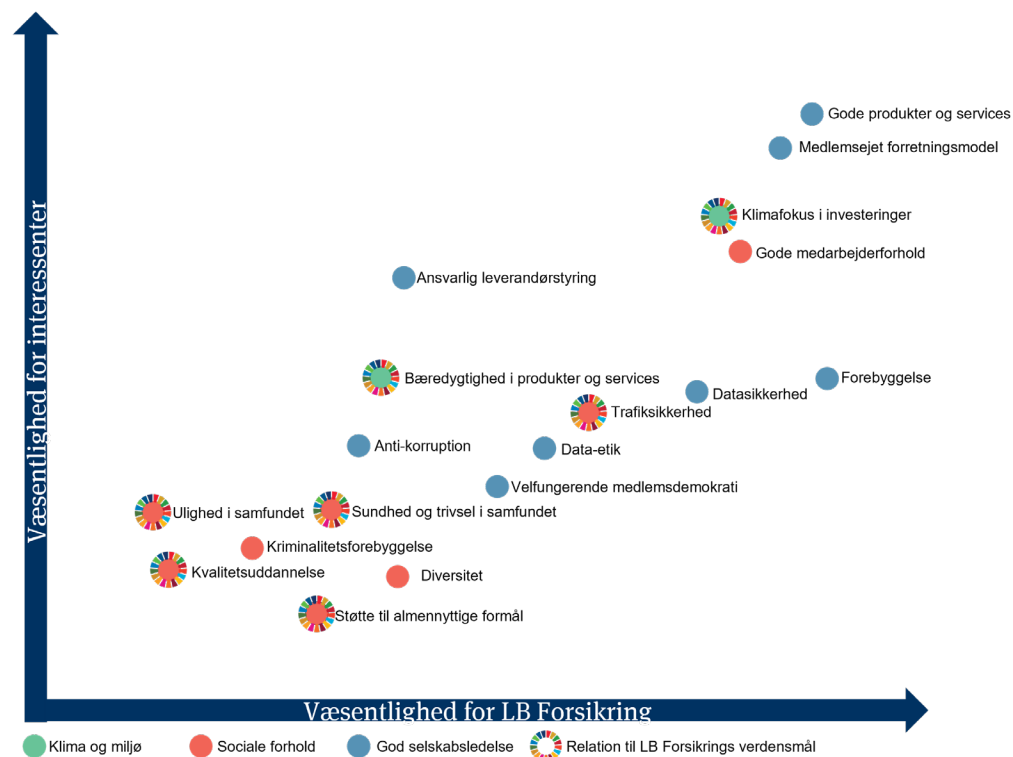 Gode produkter og services
Medlemsejet forretningsmodel
Klimafokus i investeringer
Gode medarbejderforhold
Ansvarlig leverandørstyring
Bæredygtighed i produkter og services
Forebyggelse
Datasikkerhed
Trafiksikkerhed
Anti-korruption
Data-etik
Velfungerende medlemsdemokrati
Ulighed i samfundet
Sundhed og trivsel i samfundet
Kriminalitetsforebyggelse
Kvalitetsuddannelse
Diversitet
Støtte til almennyttige formål
Væsentlighed for interessenter
Væsentlighed for LB Forsikring
Klima og miljø
Sociale forhold
God selskabsledelse
Relation til LB Forsikrings verdensmål